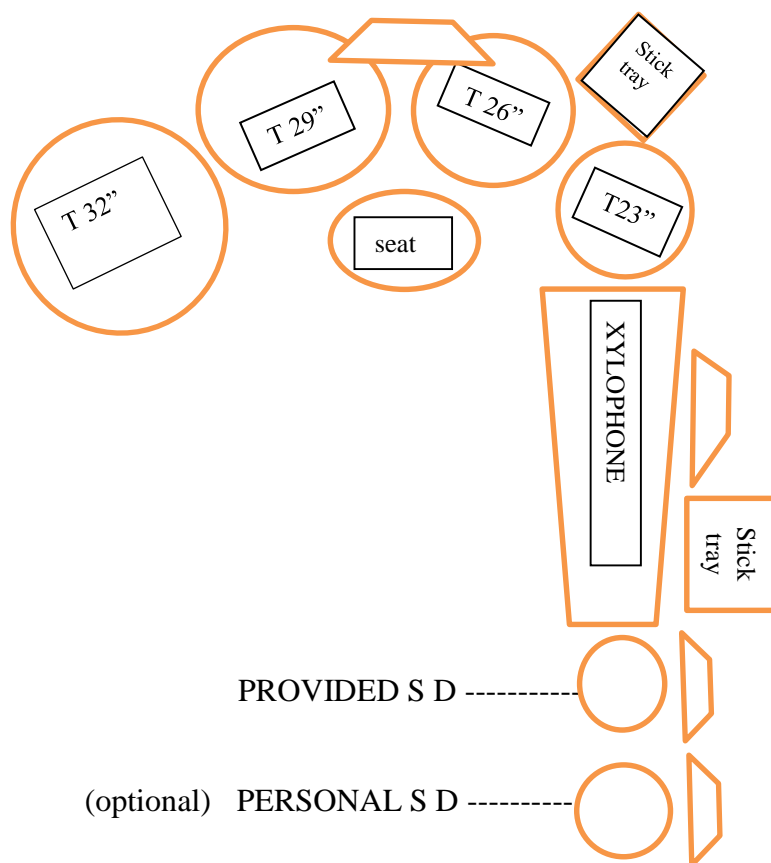 Stick
tray
T 29”
T 26”
T 32”
T23”
seat
XYLOPHONE
Stick
tray
PROVIDED S D -----------
(optional) PERSONAL S D -----------